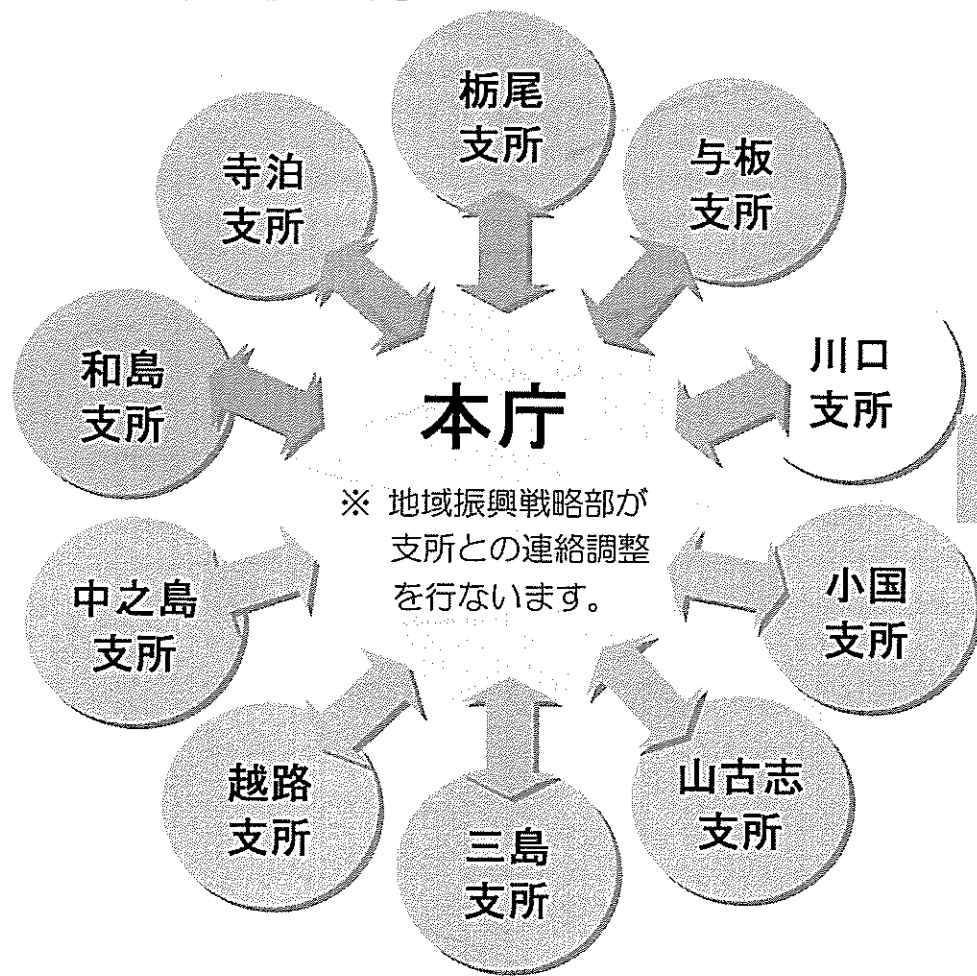 栃尾
支所
与板
支所
寺泊
支所
川口
支所
和島
支所
本庁
※ 地域振興戦略部が
支所との連絡調整
を行ないます。
小国
支所
中之島
支所
山古志
支所
越路
支所
三島
支所